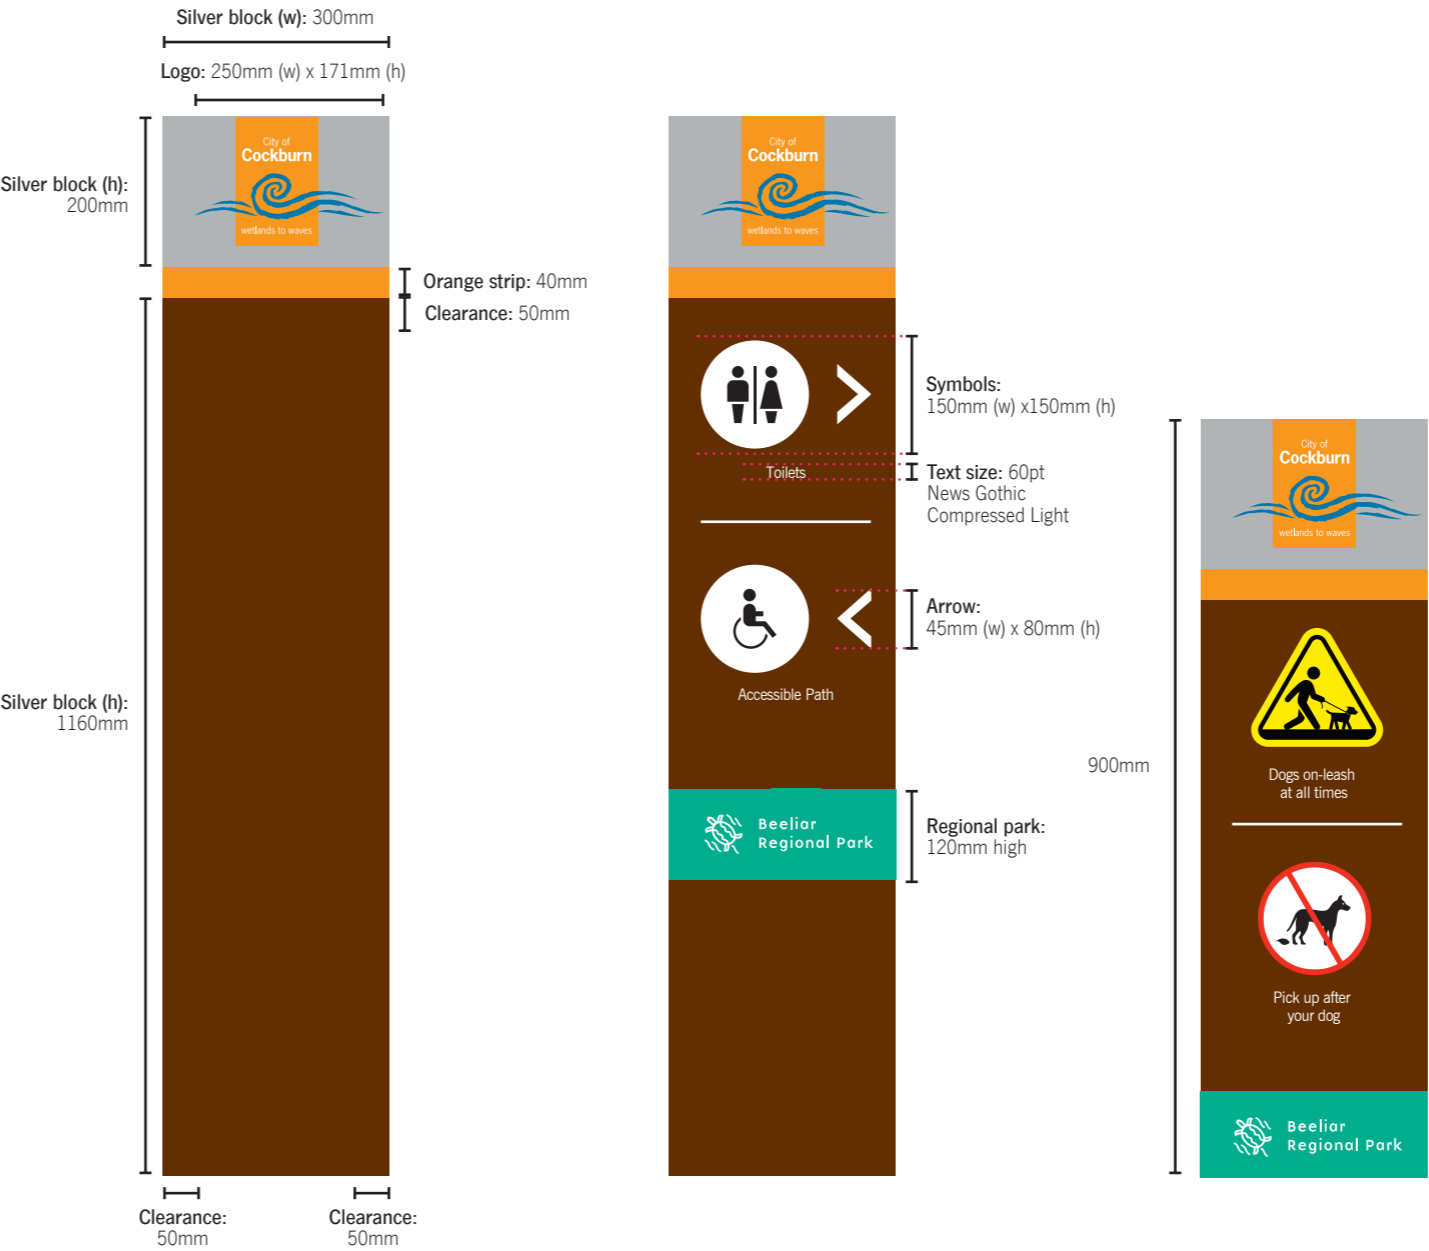 Silver block (w): 300mm
Logo: 250mm (w) x 171mm (h)
City of
Cockburn
wetlands to waves
Silver block (h):
200mm
Orange strip: 40mm
Clearance: 50mm
Silver block (h):
1160mm
Clearance:
50mm
Clearance:
50mm
City of
Cockburn
wetlands to waves
Toilets
Accessible Path
Beeliar
Regional Park
Symbols:
150mm (w) x150mm (h)
Text size: 60pt
News Gothic
Compressed Light
Arrow:
45mm (w) x 80mm (h)
Regional park:
120mm high
900mm
City of
Cockburn
wetlands to waves
Dogs on-leash
at all times
Pick up after
your dog
Beeliar
Regional Park